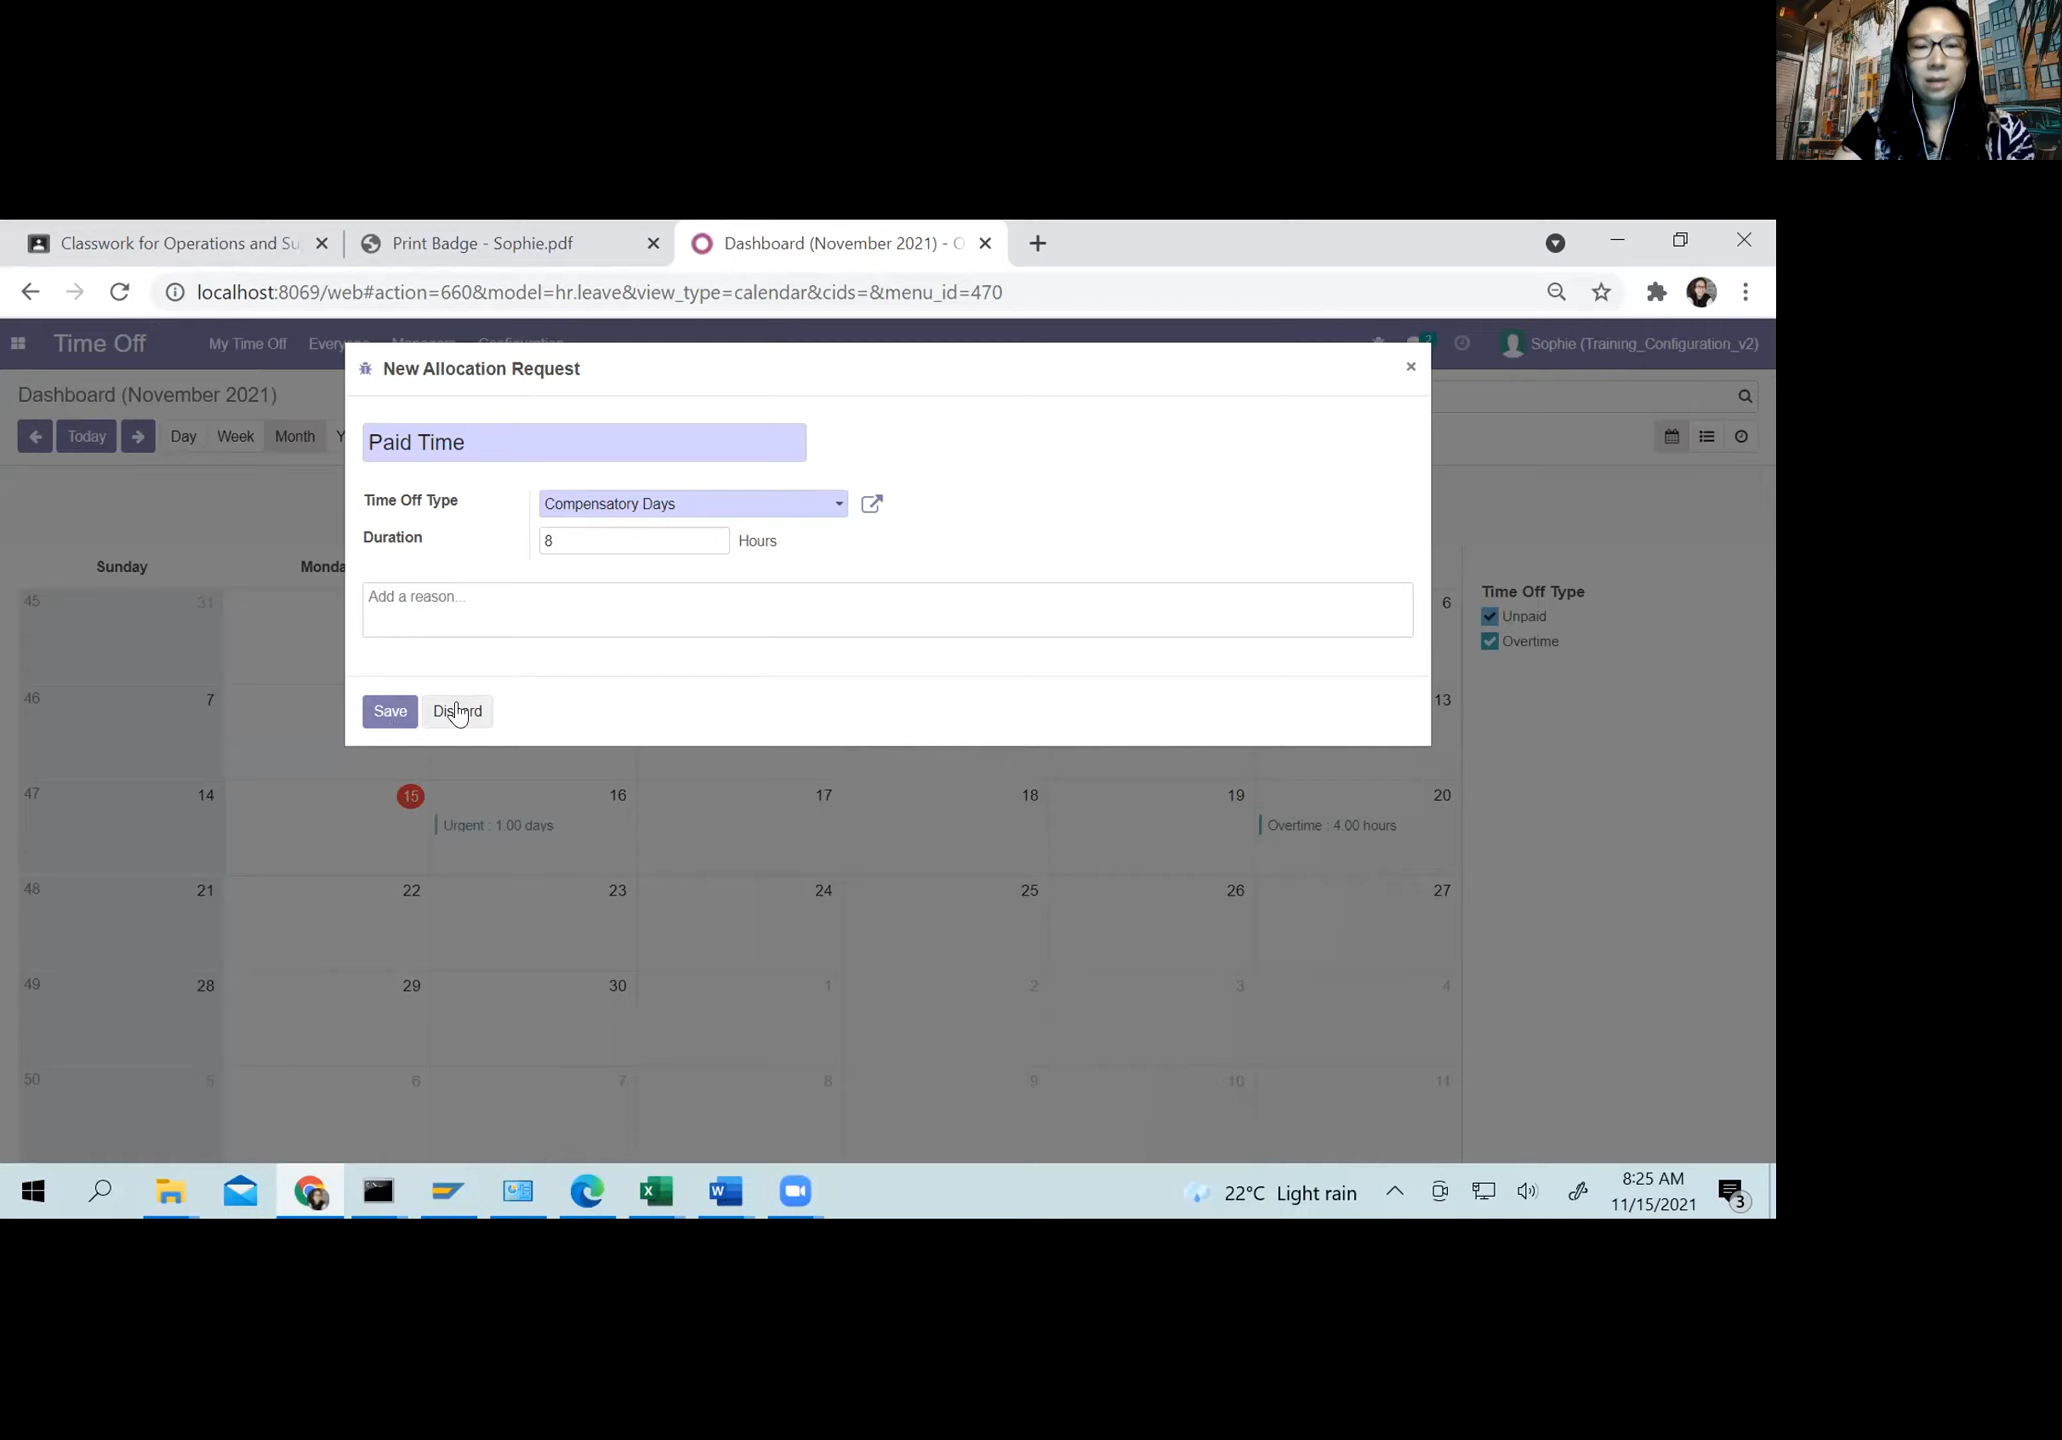 Classwork for Operations and Su
Print Badge - Sophie.pdf
Dashboard (November 2021) - O
localhost:8069/web#action=660&model=hr.leave&view_type=calendar&cids=&menu_id=470
Time Off
My Time Off
2
Sophie (Training_Configuration_v2)
New Allocation Request
Dashboard (November 2021)
Today
Day
Week
Month
Y
Paid Time
Time Off Type
Compensatory Days
Duration
8
Hours
Add a reason...
Save
Sunday
Time Off Type
Unpaid
Overtime
45 31 6
46 7 13
47 14 15 16 17 18 19 20
Urgent : 1.00 days
Overtime : 4.00 hours
48 21 22 23 24 25 26 27
49 28 29 30 1 2 3 4
50 5 6 7 8 9 10 11
22°C Light rain
8:25 AM
11/15/2021
3